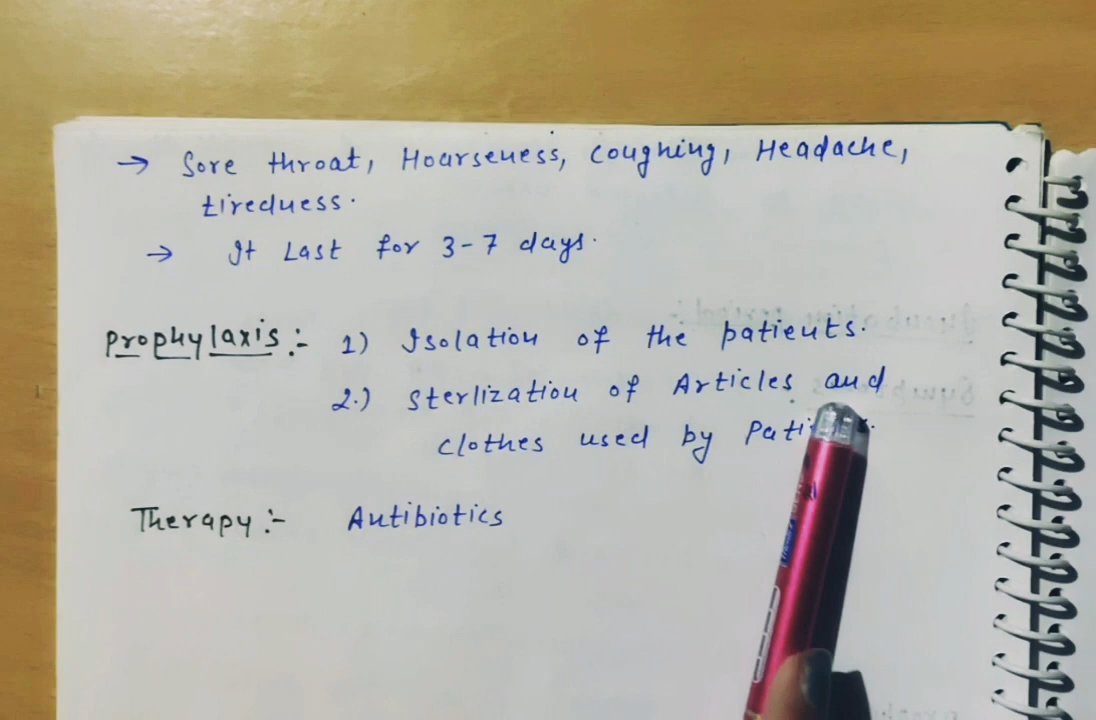 → Sore throat, Hoarseness, Coughing, Headache,
tiredness.
→ It Last for 3-7 days.
Prophylaxis:- 1) Isolation of the patients.
2.) Sterlization of Articles and
clothes used by
Therapy:- Antibiotics